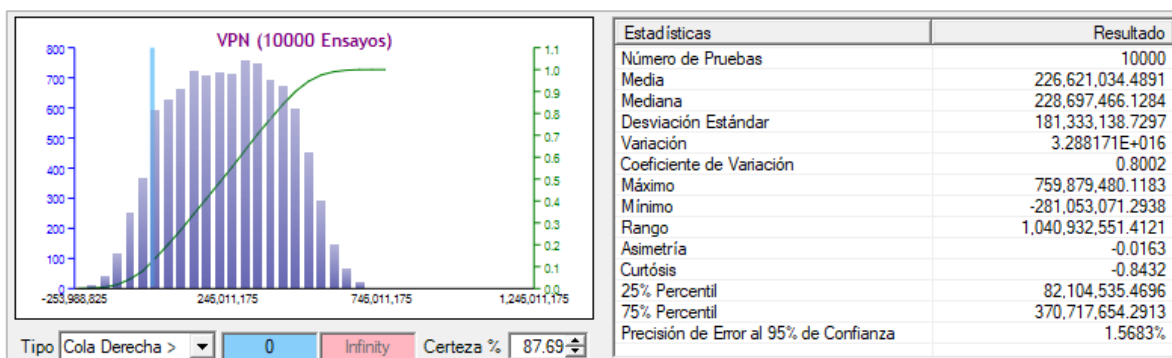 VPN (10000 Ensayos)
800
700
600
500
400
300
200
100
0
1.1
1.0
0.9
0.8
0.7
0.6
0.5
0.4
0.3
0.2
0.1
0.0
-253,988,825 246,011,175 746,011,175 1,246,011,175
Tipo Cola Derecha > 0 Infinity Certeza % 87.69
Estadísticas Resultado
Número de Pruebas 10000
Media 226,621,034.4891
Mediana 228,697,466.1284
Desviación Estándar 181,333,138.7297
Variación 3.288171E+016
Coeficiente de Variación 0.8002
Máximo 759,879,480.1183
Mínimo -281,053,071.2938
Rango 1,040,932,551.4121
Asimetría -0.0163
Curtósis -0.8432
25% Percentil 82,104,535.4696
75% Percentil 370,717,654.2913
Precisión de Error al 95% de Confianza 1.5683%